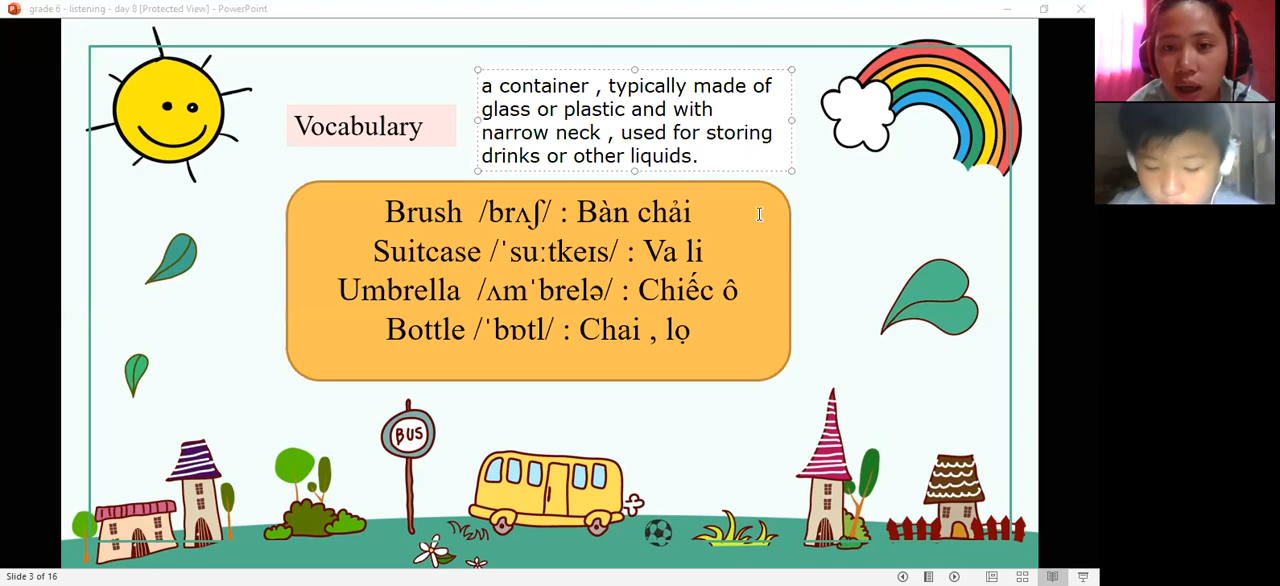 grade 6 - listening - day 8 [Protected View] - PowerPoint
a container , typically made of
glass or plastic and with
narrow neck , used for storing
drinks or other liquids.
Vocabulary
Brush /brʌʃ/ : Bàn chải
Suitcase /ˈsuːtkeɪs/ : Va li
Umbrella /ʌmˈbrelə/ : Chiếc ô
Bottle /ˈbɒtl/ : Chai , lọ
BUS
Slide 3 of 16